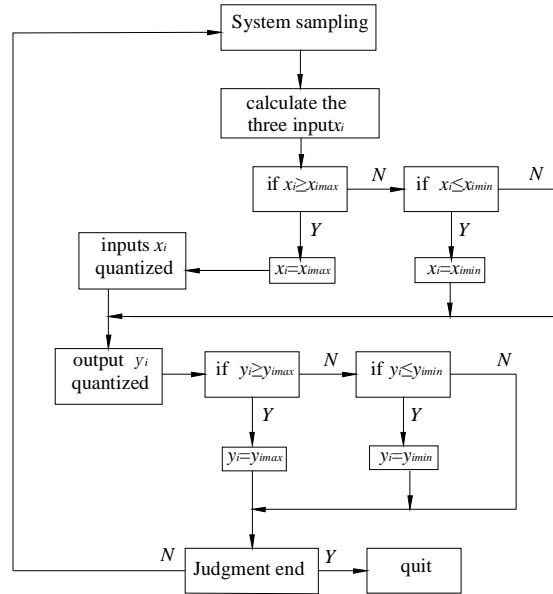 System sampling
calculate the
three inputxi
if xi≥ximax
N
if xi≤ximin
N
Y
Y
inputs xi
quantized
xi=ximax
xi=ximin
output yi
quantized
if yi≥yimax
N
if yi≤yimin
N
Y
Y
yi=yimax
yi=yimin
N
Judgment end
Y
quit